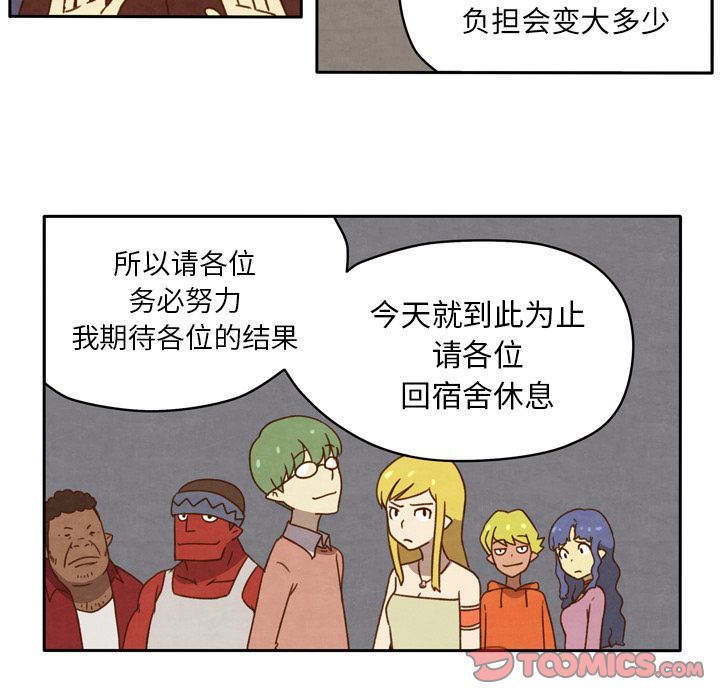 负担会变大多少
所以请各位
务必努力
我期待各位的结果
今天就到此为止
请各位
回宿舍休息
TOOMICS.COM